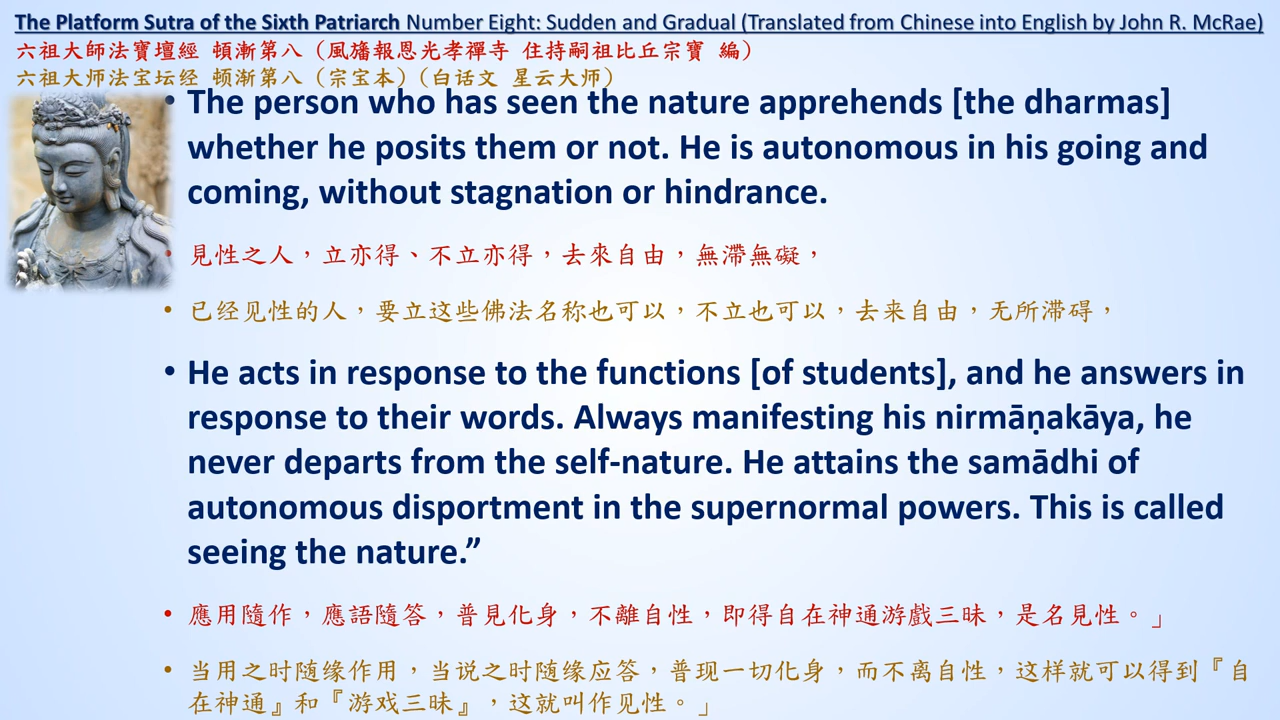 The Platform Sutra of the Sixth Patriarch Number Eight: Sudden and Gradual (Translated from Chinese into English by John R. McRae)
六祖大師法寶壇經 頓漸第八（風旛報恩光孝禪寺 住持嗣祖比丘宗寶 編）
六祖大师法宝坛经 顿渐第八（宗宝本）（白话文 星云大师）
• The person who has seen the nature apprehends [the dharmas]
whether he posits them or not. He is autonomous in his going and
coming, without stagnation or hindrance.
• 見性之人，立亦得、不立亦得，去來自由，無滯無礙，
• 已经见性的人，要立这些佛法名称也可以，不立也可以，去来自由，无所滞碍，
• He acts in response to the functions [of students], and he answers in
response to their words. Always manifesting his nirmāṇakāya, he
never departs from the self-nature. He attains the samādhi of
autonomous disportment in the supernormal powers. This is called
seeing the nature.”
• 應用隨作，應語隨答，普見化身，不離自性，即得自在神通游戲三昧，是名見性。」
• 当用之时随缘作用，当说之时随缘应答，普现一切化身，而不离自性，这样就可以得到『自
在神通』和『游戏三昧』，这就叫作见性。」